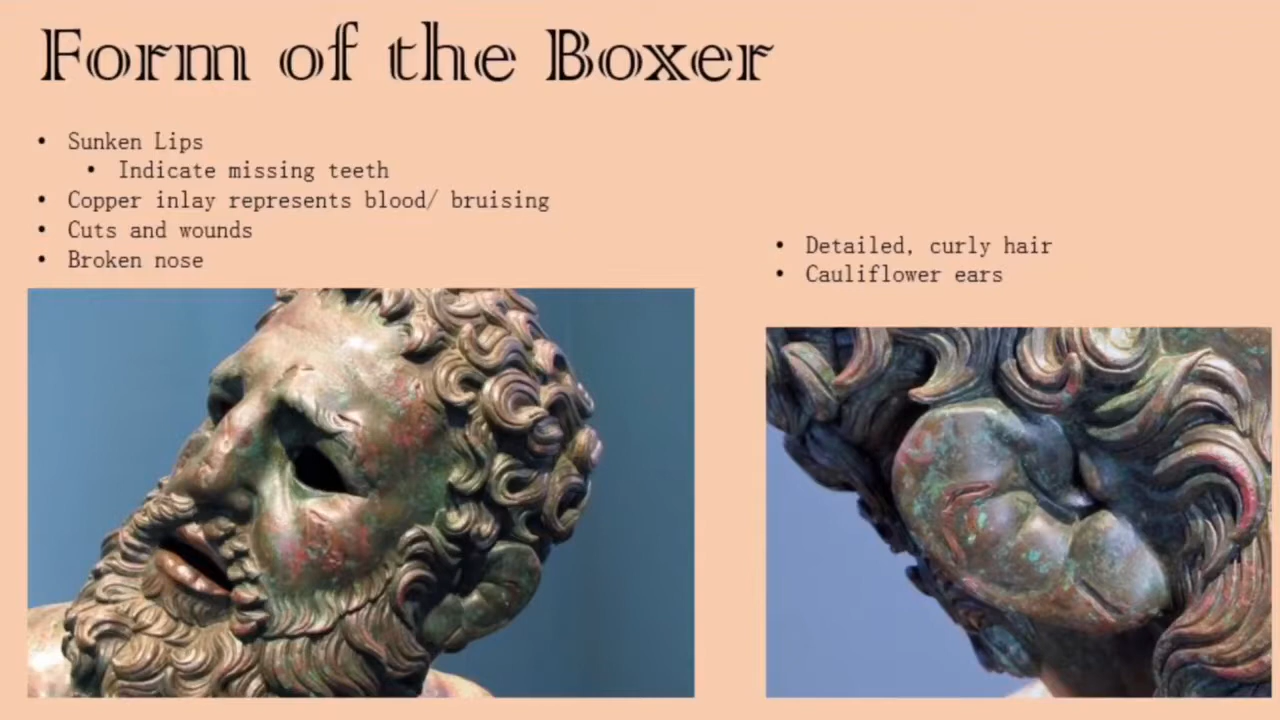 Form of the Boxer
• Sunken Lips
• Indicate missing teeth
• Copper inlay represents blood/ bruising
• Cuts and wounds
• Broken nose
• Detailed, curly hair
• Cauliflower ears